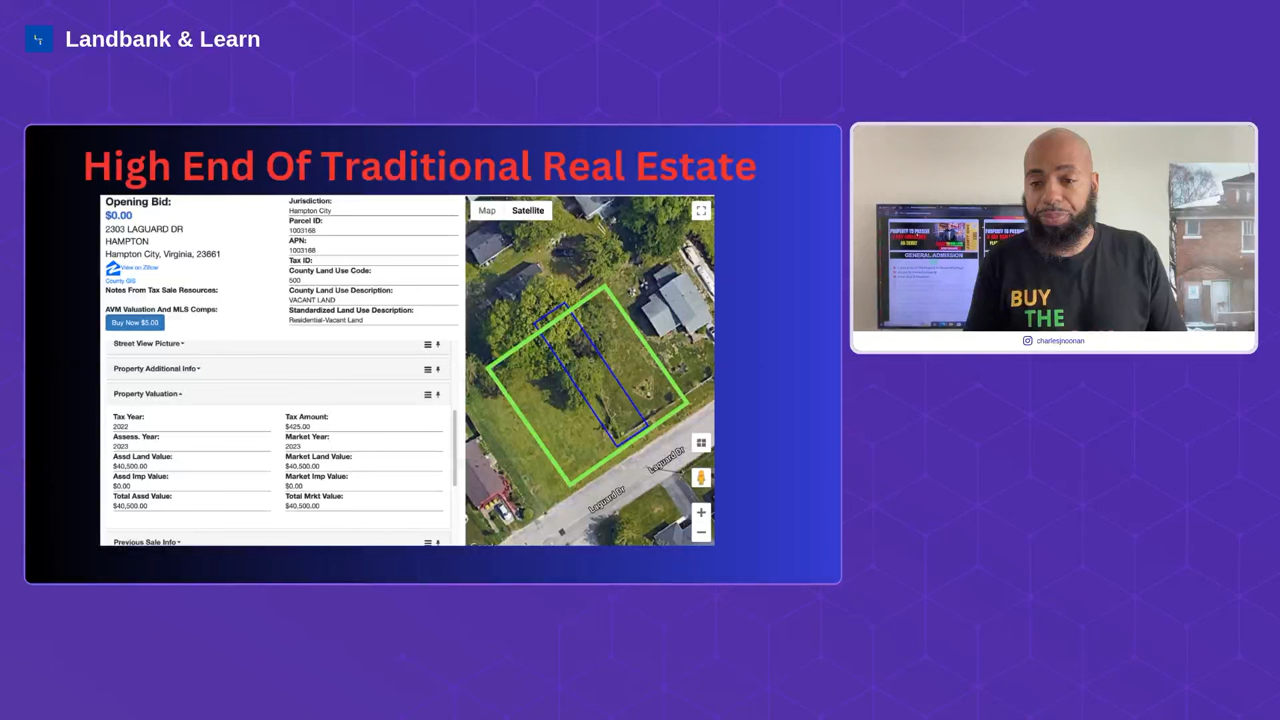 Landbank & Learn
High End Of Traditional Real Estate
Opening Bid:
$0.00
2303 LAGUARD DR
HAMPTON
Hampton City, Virginia, 23661
View on Zillow
County GIS
Notes From Tax Sale Resources:
AVM Valuation And MLS Comps:
Buy Now $5.00
Jurisdiction:
Hampton City
Parcel ID:
1003168
APN:
1003168
Tax ID:
County Land Use Code:
500
County Land Use Description:
VACANT LAND
Standardized Land Use Description:
Residential-Vacant Land
Street View Picture
Property Additional Info
Property Valuation
Tax Year:
2022
Assess. Year:
2023
Assd Land Value:
$40,500.00
Assd Imp Value:
$0.00
Total Assd Value:
$40,500.00
Tax Amount:
$425.00
Market Year:
2023
Market Land Value:
$40,500.00
Market Imp Value:
$0.00
Total Mrkt Value:
$40,500.00
Previous Sale Info
Map
Satellite
Laguard Dr
Laguard Dr
GENERAL ADMISSION
BUY
THE
charlesjnoonan